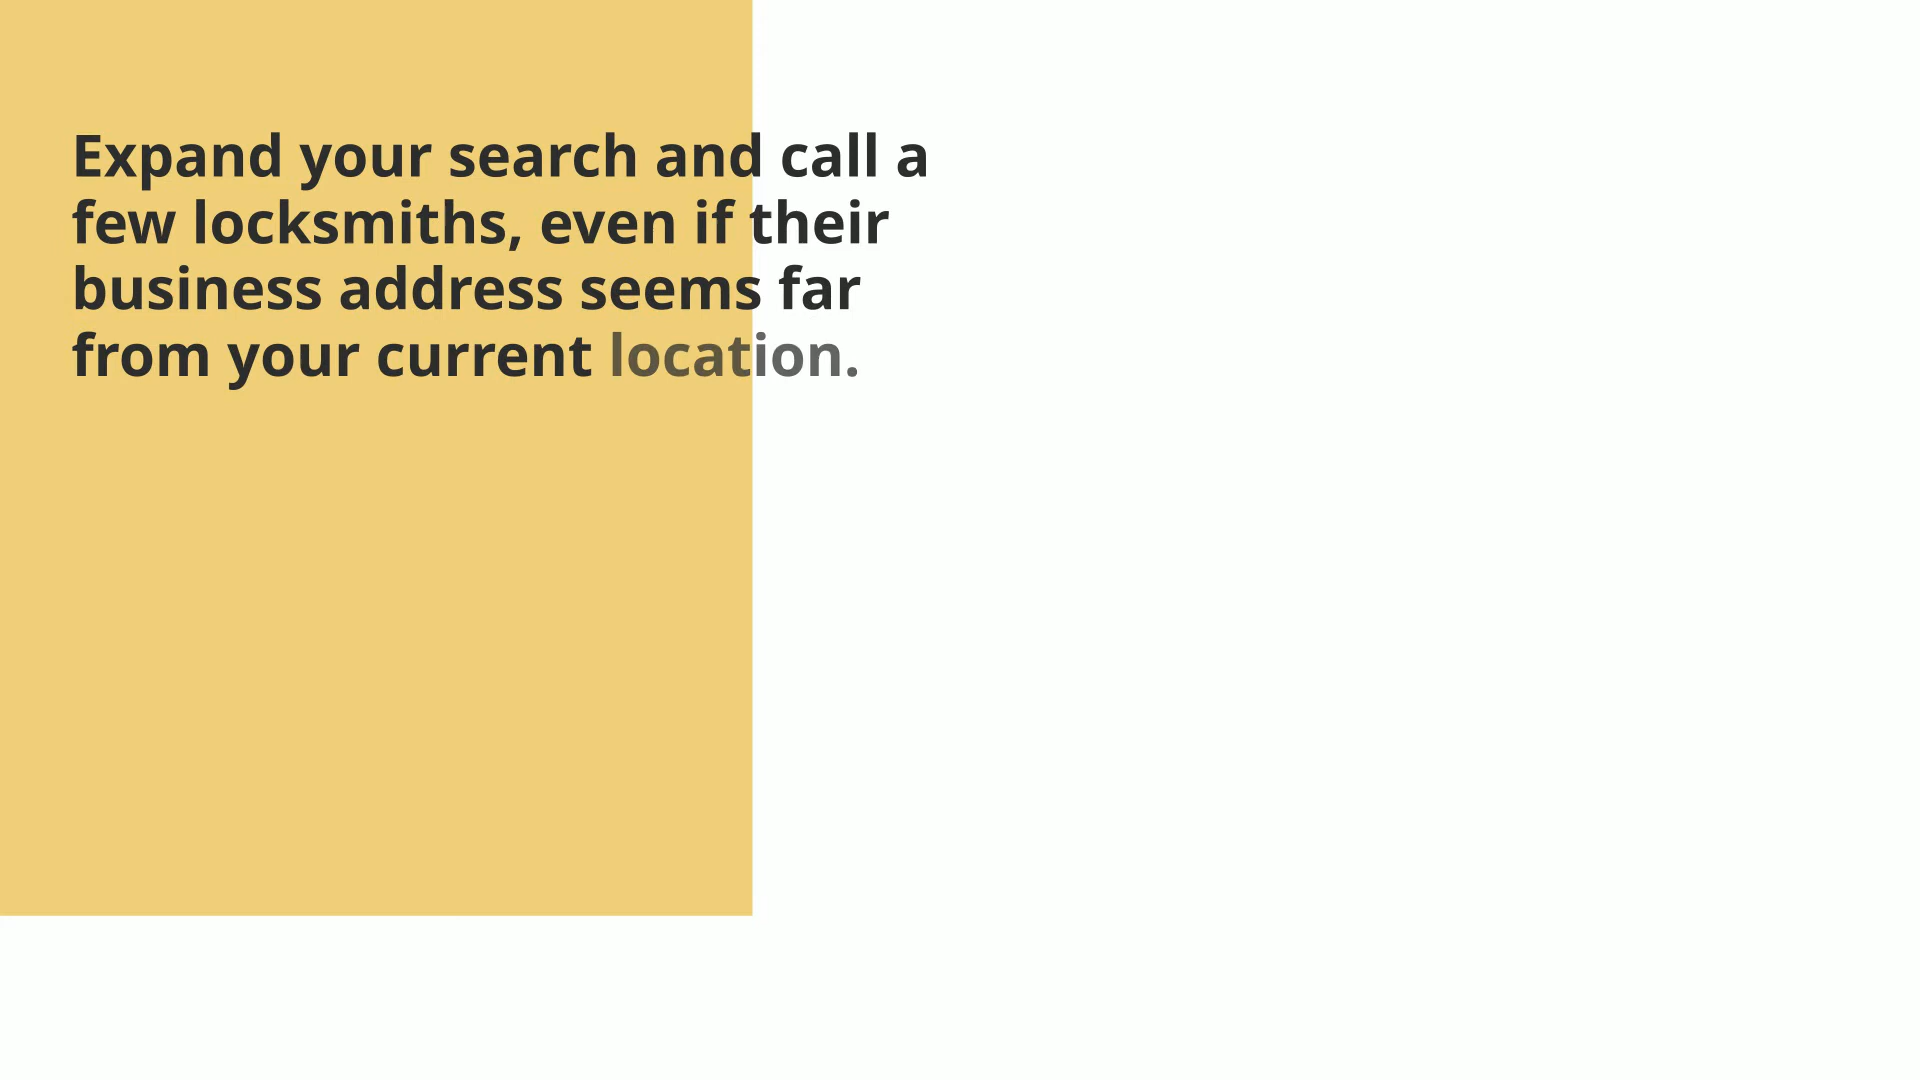 Expand your search and call a
few locksmiths, even if their
business address seems far
from your current location.